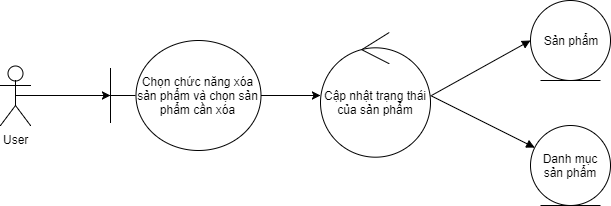 User
Chọn chức năng xóa
sản phẩm và chọn sản
phẩm cần xóa
Cập nhật trạng thái
của sản phẩm
Sản phẩm
Danh mục
sản phẩm